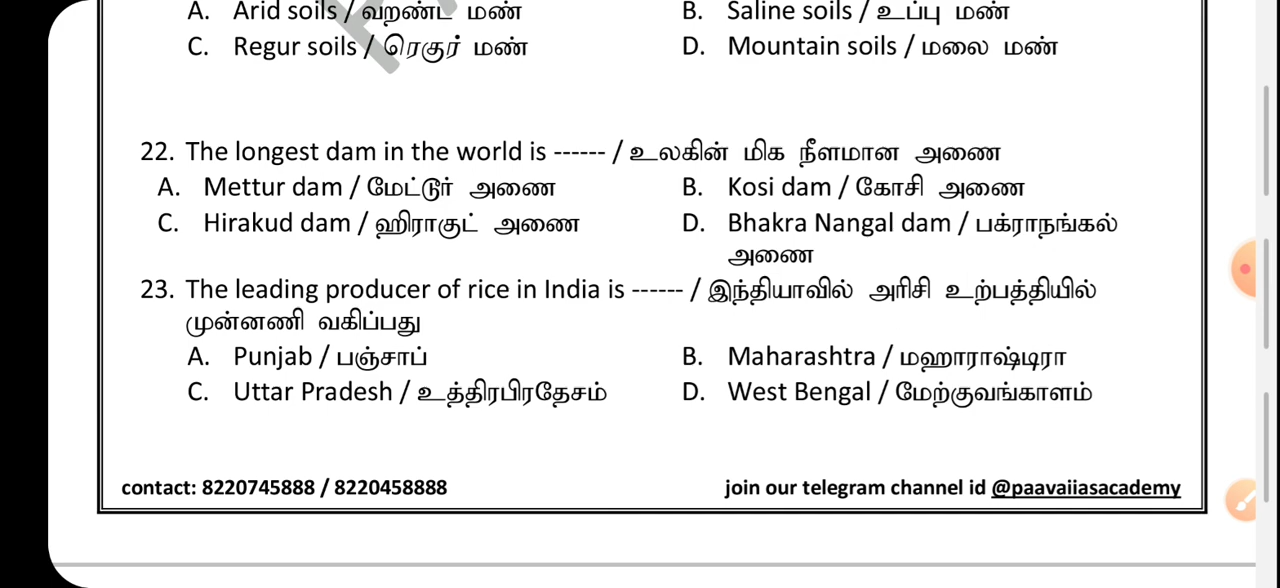 A. Arid soils / வறண்ட மண் B. Saline soils / உப்பு மண்
C. Regur soils / ரெகுர் மண் D. Mountain soils / மலை மண்
22. The longest dam in the world is ------ / உலகின் மிக நீளமான அணை
A. Mettur dam / மேட்டூர் அணை B. Kosi dam / கோசி அணை
C. Hirakud dam / ஹிராகுட் அணை D. Bhakra Nangal dam / பக்ராநங்கல்
அணை
23. The leading producer of rice in India is ------ / இந்தியாவில் அரிசி உற்பத்தியில்
முன்னணி வகிப்பது
A. Punjab / பஞ்சாப் B. Maharashtra / மஹாராஷ்டிரா
C. Uttar Pradesh / உத்திரபிரதேசம் D. West Bengal / மேற்குவங்காளம்
contact: 8220745888 / 8220458888 join our telegram channel id @paavaiiasacademy